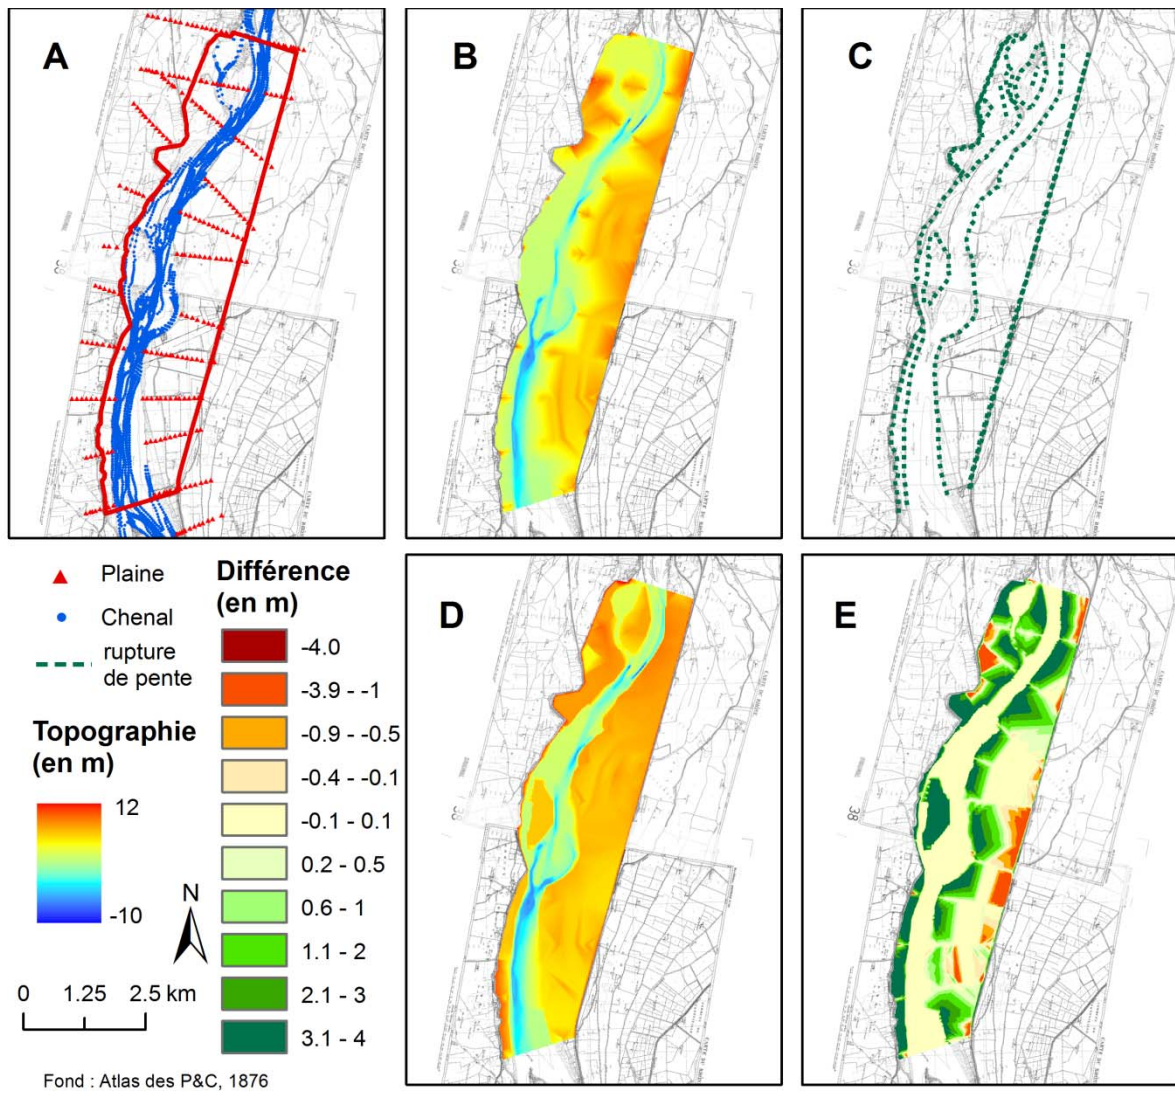 A
B
C
Plaine
Chenal
rupture
de pente
Topographie
(en m)
12
-10
N
0 1.25 2.5 km
Fond : Atlas des P&C, 1876
Différence
(en m)
-4.0
-3.9 - -1
-0.9 - -0.5
-0.4 - -0.1
-0.1 - 0.1
0.2 - 0.5
0.6 - 1
1.1 - 2
2.1 - 3
3.1 - 4
D
E
38